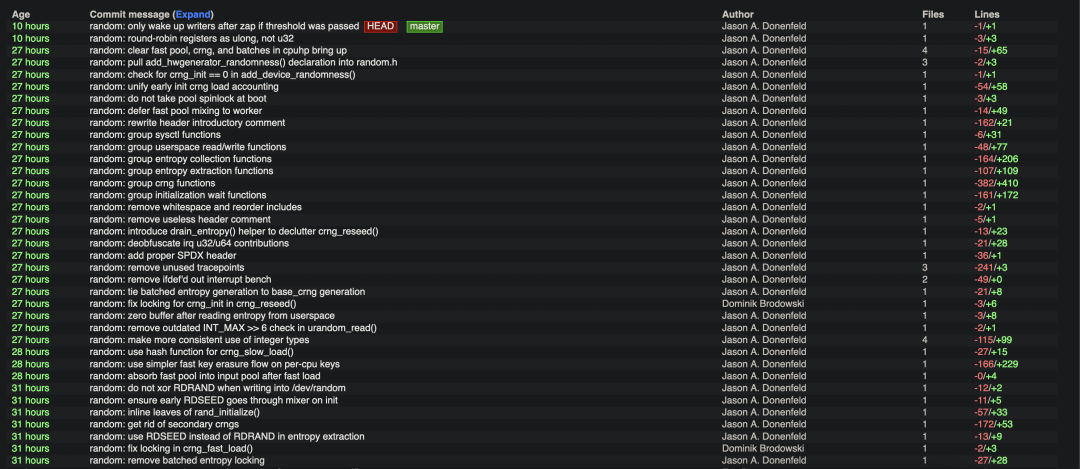 Age Commit message (Expand) Author Files Lines
10 hours random: only wake up writers after zap if threshold was passed HEAD master Jason A. Donenfeld 1 -1/+1
10 hours random: round-robin registers as ulong, not u32 Jason A. Donenfeld 1 -3/+3
27 hours random: clear fast pool, crng, and batches in cpuhp bring up Jason A. Donenfeld 4 -15/+65
27 hours random: pull add_hwgenerator_randomness() declaration into random.h Jason A. Donenfeld 3 -2/+3
27 hours random: check for crng_init == 0 in add_device_randomness() Jason A. Donenfeld 1 -1/+1
27 hours random: unify early init crng load accounting Jason A. Donenfeld 1 -54/+58
27 hours random: do not take pool spinlock at boot Jason A. Donenfeld 1 -3/+3
27 hours random: defer fast pool mixing to worker Jason A. Donenfeld 1 -14/+49
27 hours random: rewrite header introductory comment Jason A. Donenfeld 1 -162/+21
27 hours random: group sysctl functions Jason A. Donenfeld 1 -6/+31
27 hours random: group userspace read/write functions Jason A. Donenfeld 1 -48/+77
27 hours random: group entropy collection functions Jason A. Donenfeld 1 -164/+206
27 hours random: group entropy extraction functions Jason A. Donenfeld 1 -107/+109
27 hours random: group crng functions Jason A. Donenfeld 1 -382/+410
27 hours random: group initialization wait functions Jason A. Donenfeld 1 -161/+172
27 hours random: remove whitespace and reorder includes Jason A. Donenfeld 1 -2/+1
27 hours random: remove useless header comment Jason A. Donenfeld 1 -5/+1
27 hours random: introduce drain_entropy() helper to declutter crng_reseed() Jason A. Donenfeld 1 -13/+23
27 hours random: deobfuscate irq u32/u64 contributions Jason A. Donenfeld 1 -21/+28
27 hours random: add proper SPDX header Jason A. Donenfeld 1 -36/+1
27 hours random: remove unused tracepoints Jason A. Donenfeld 3 -241/+3
27 hours random: remove ifdef'd out interrupt bench Jason A. Donenfeld 2 -49/+0
27 hours random: tie batched entropy generation to base_crng generation Jason A. Donenfeld 1 -21/+8
27 hours random: fix locking for crng_init in crng_reseed() Dominik Brodowski 1 -3/+6
27 hours random: zero buffer after reading entropy from userspace Jason A. Donenfeld 1 -3/+8
27 hours random: remove outdated INT_MAX >> 6 check in urandom_read() Jason A. Donenfeld 1 -2/+1
27 hours random: make more consistent use of integer types Jason A. Donenfeld 4 -115/+99
28 hours random: use hash function for crng_slow_load() Jason A. Donenfeld 1 -27/+15
28 hours random: use simpler fast key erasure flow on per-cpu keys Jason A. Donenfeld 1 -166/+229
28 hours random: absorb fast pool into input pool after fast load Jason A. Donenfeld 1 -0/+4
31 hours random: do not xor RDRAND when writing into /dev/random Jason A. Donenfeld 1 -12/+2
31 hours random: ensure early RDSEED goes through mixer on init Jason A. Donenfeld 1 -11/+5
31 hours random: inline leaves of rand_initialize() Jason A. Donenfeld 1 -57/+33
31 hours random: get rid of secondary crngs Jason A. Donenfeld 1 -172/+53
31 hours random: use RDSEED instead of RDRAND in entropy extraction Jason A. Donenfeld 1 -13/+9
31 hours random: fix locking in crng_fast_load() Dominik Brodowski 1 -2/+3
31 hours random: remove batched entropy locking Jason A. Donenfeld 1 -27/+28